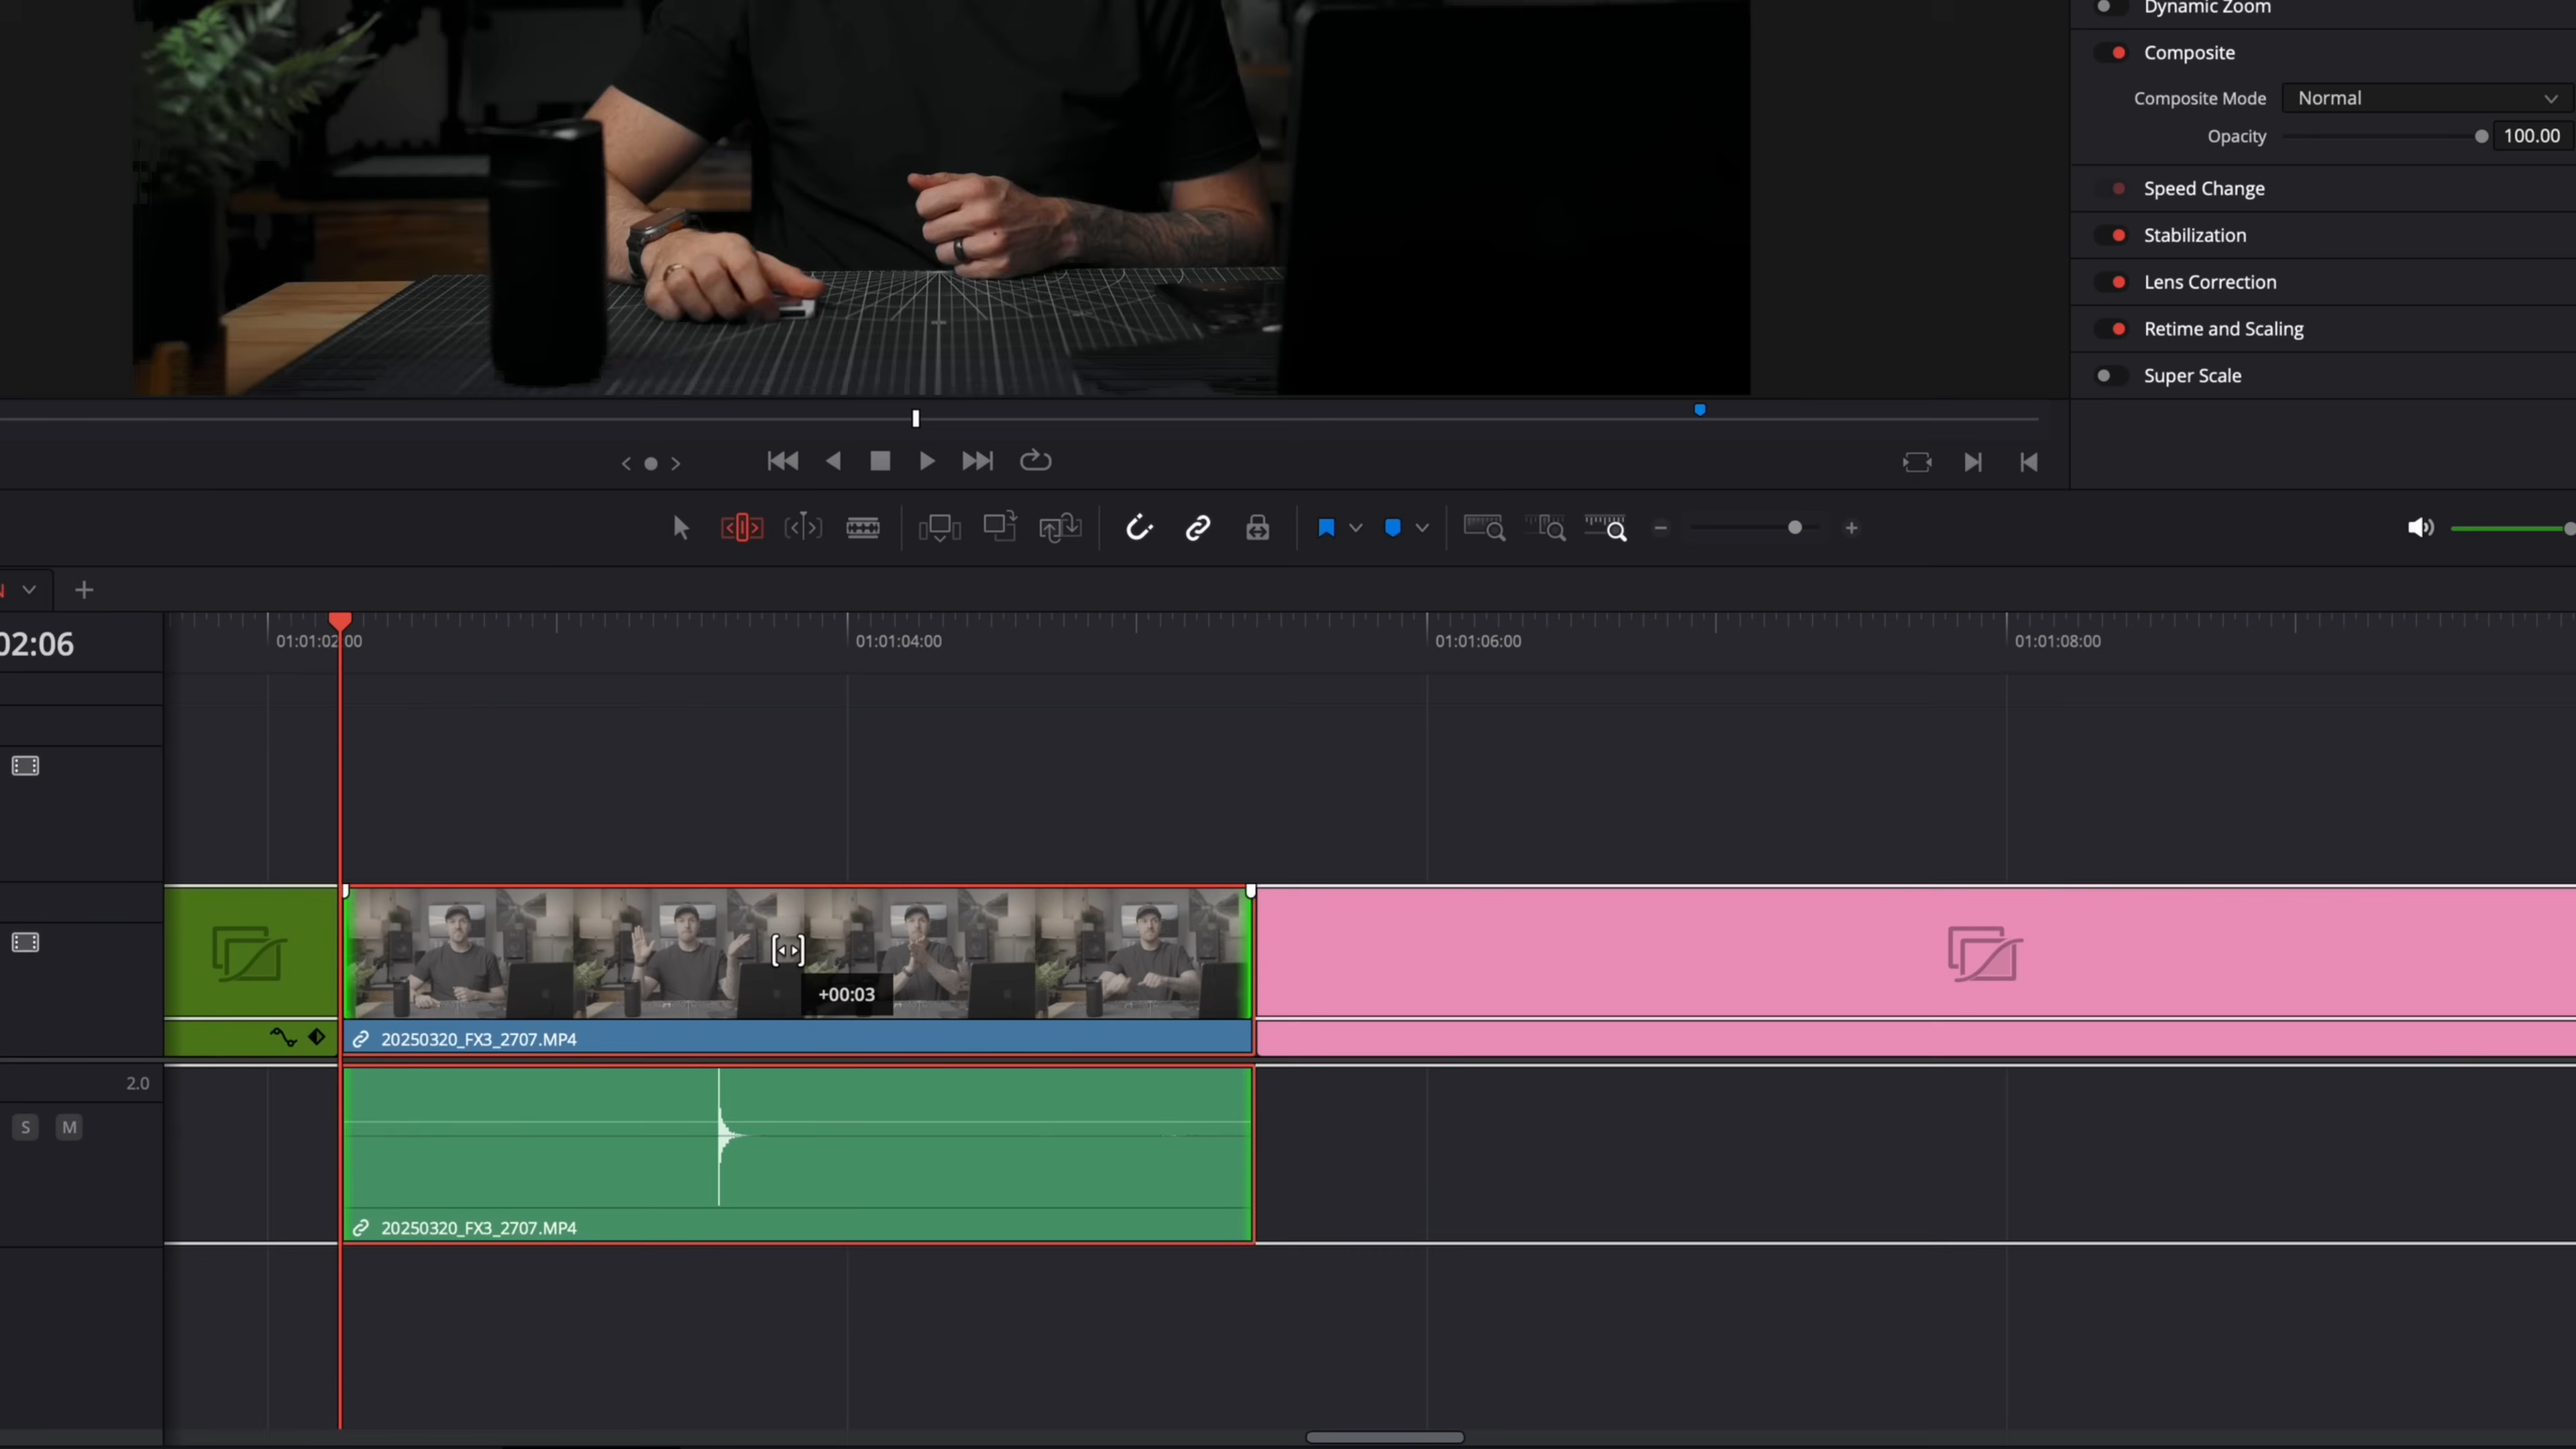 Dynamic Zoom
Composite
Composite Mode Normal
Opacity 100.00
Speed Change
Stabilization
Lens Correction
Retime and Scaling
Super Scale
02:06
01:01:02:00 01:01:04:00 01:01:06:00 01:01:08:00
+00:03
20250320_FX3_2707.MP4
2.0
S M
20250320_FX3_2707.MP4